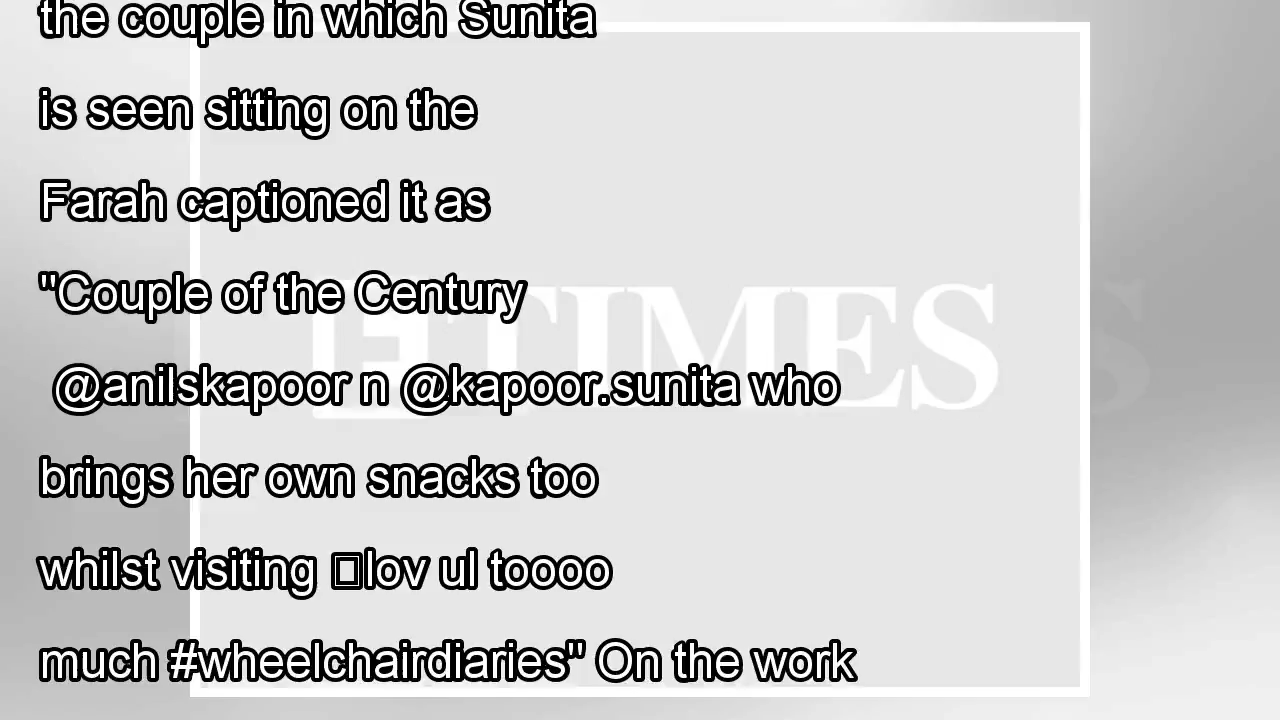 the couple in which Sunita
is seen sitting on the
Farah captioned it as
"Couple of the Century
ETIMES
@anilskapoor n @kapoor.sunita who
brings her own snacks too
whilst visiting lov ul toooo
much #wheelchairdiaries" On the work